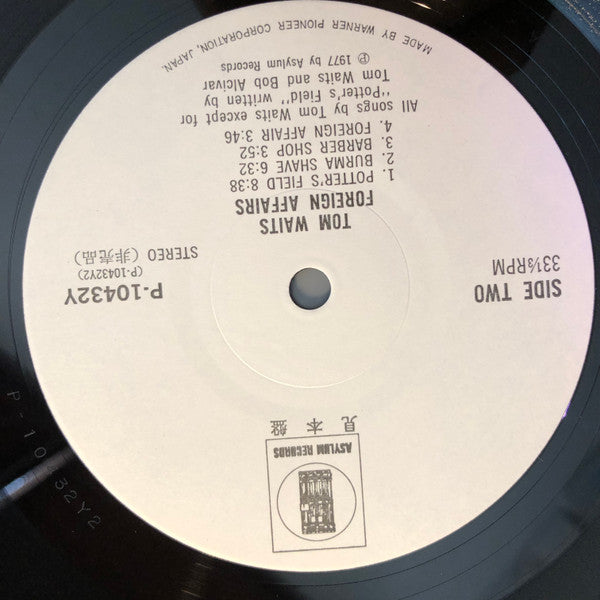 ASYLUM RECORDS
見本盤
SIDE TWO
33⅓RPM
P-10432Y
(P-10432Y2)
STEREO (非売品)
TOM WAITS
FOREIGN AFFAIRS
1. POTTER'S FIELD 8:38
2. BURMA SHAVE 6:32
3. BARBER SHOP 3:52
4. FOREIGN AFFAIR 3:46
All songs by Tom Waits except for
"Potter's Field" written by
Tom Waits and Bob Alcivar
℗ 1977 by Asylum Records
MADE BY WARNER PIONEER CORPORATION, JAPAN.
P-10432Y2